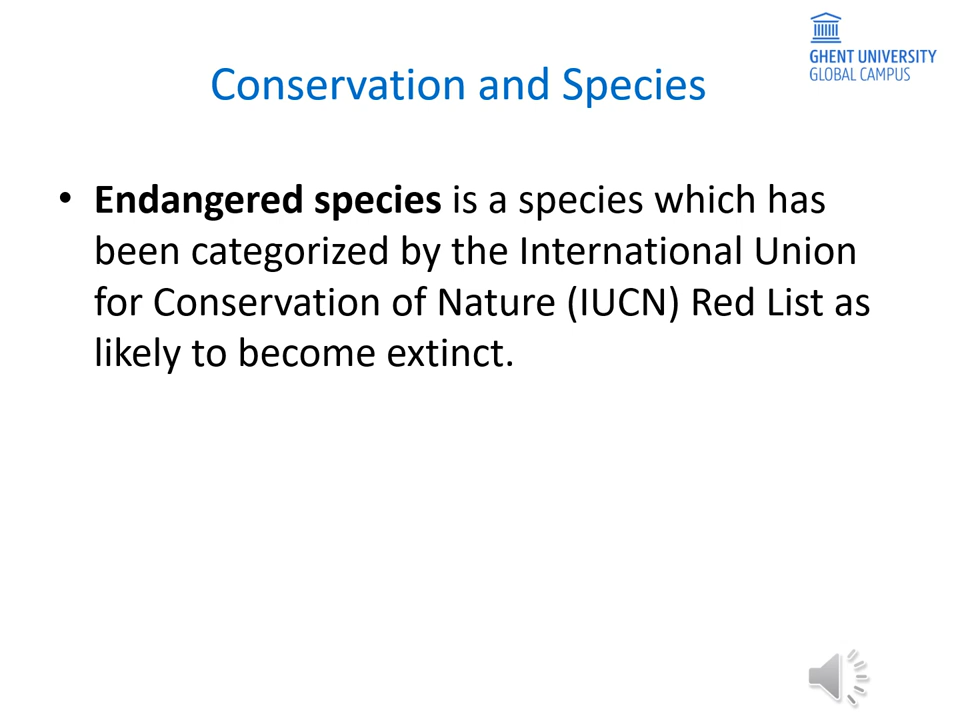 GHENT UNIVERSITY
GLOBAL CAMPUS
Conservation and Species
• Endangered species is a species which has
been categorized by the International Union
for Conservation of Nature (IUCN) Red List as
likely to become extinct.